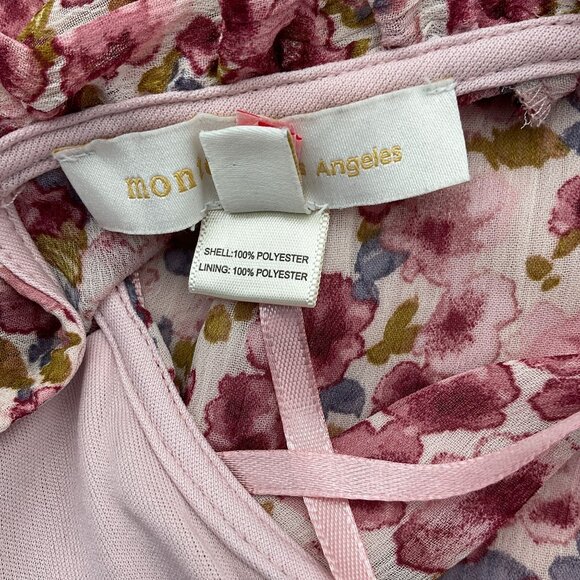 mon Angeles
SHELL:100% POLYESTER
LINING: 100% POLYESTER